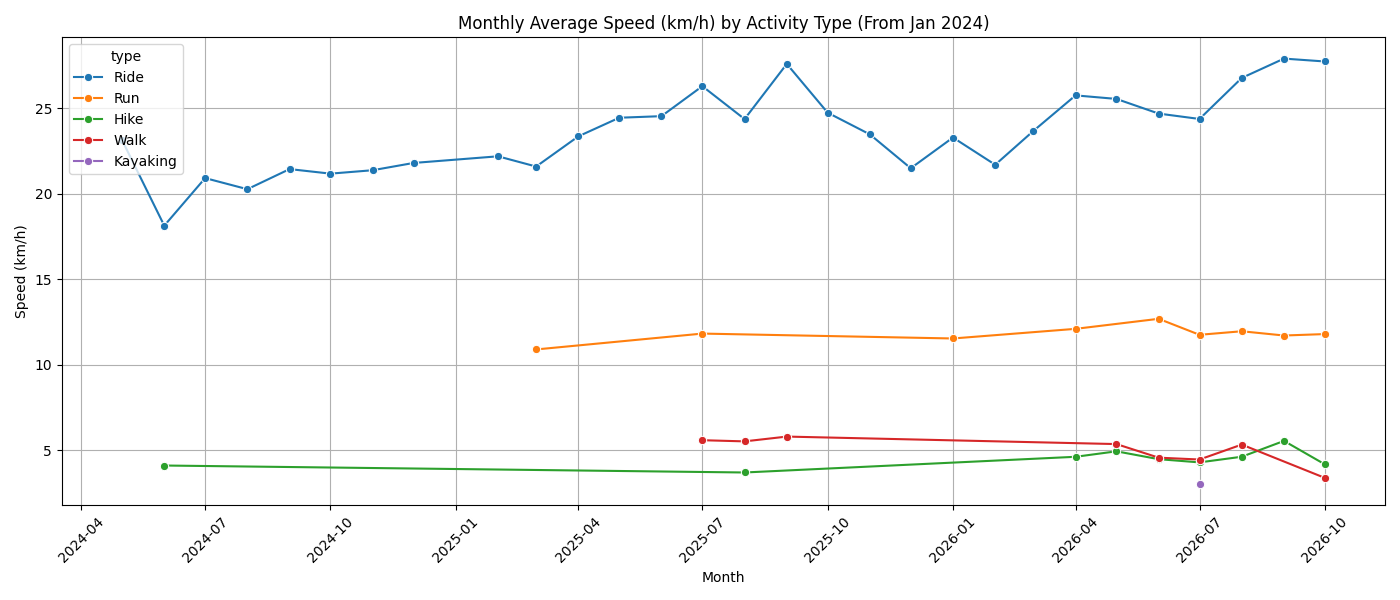 Monthly Average Speed (km/h) by Activity Type (From Jan 2024)
type
Ride
Run
Hike
Walk
Kayaking
25
20
15
10
5
Speed (km/h)
2024-04
2024-07
2024-10
2025-01
2025-04
2025-07
2025-10
2026-01
2026-04
2026-07
2026-10
Month